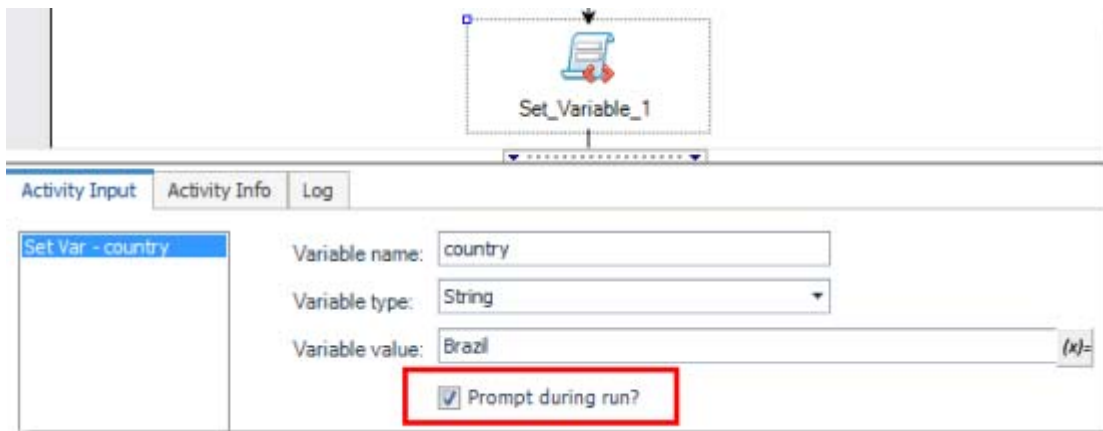 Set_Variable_1
Activity Input Activity Info Log
Set Var - country
Variable name: country
Variable type: String
Variable value: Brazil (x)=
Prompt during run?